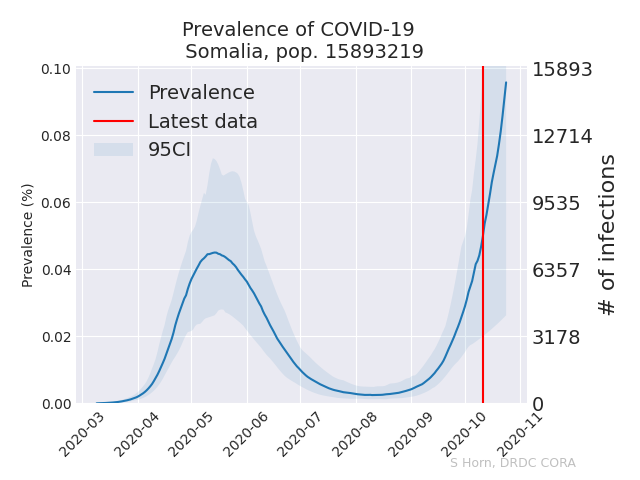 Prevalence of COVID-19
Somalia, pop. 15893219
Prevalence
Latest data
95CI
Prevalence (%)
0.10
0.08
0.06
0.04
0.02
0.00
15893
12714
9535
6357
3178
0
# of infections
2020-03
2020-04
2020-05
2020-06
2020-07
2020-08
2020-09
2020-10
2020-11
S Horn, DRDC CORA